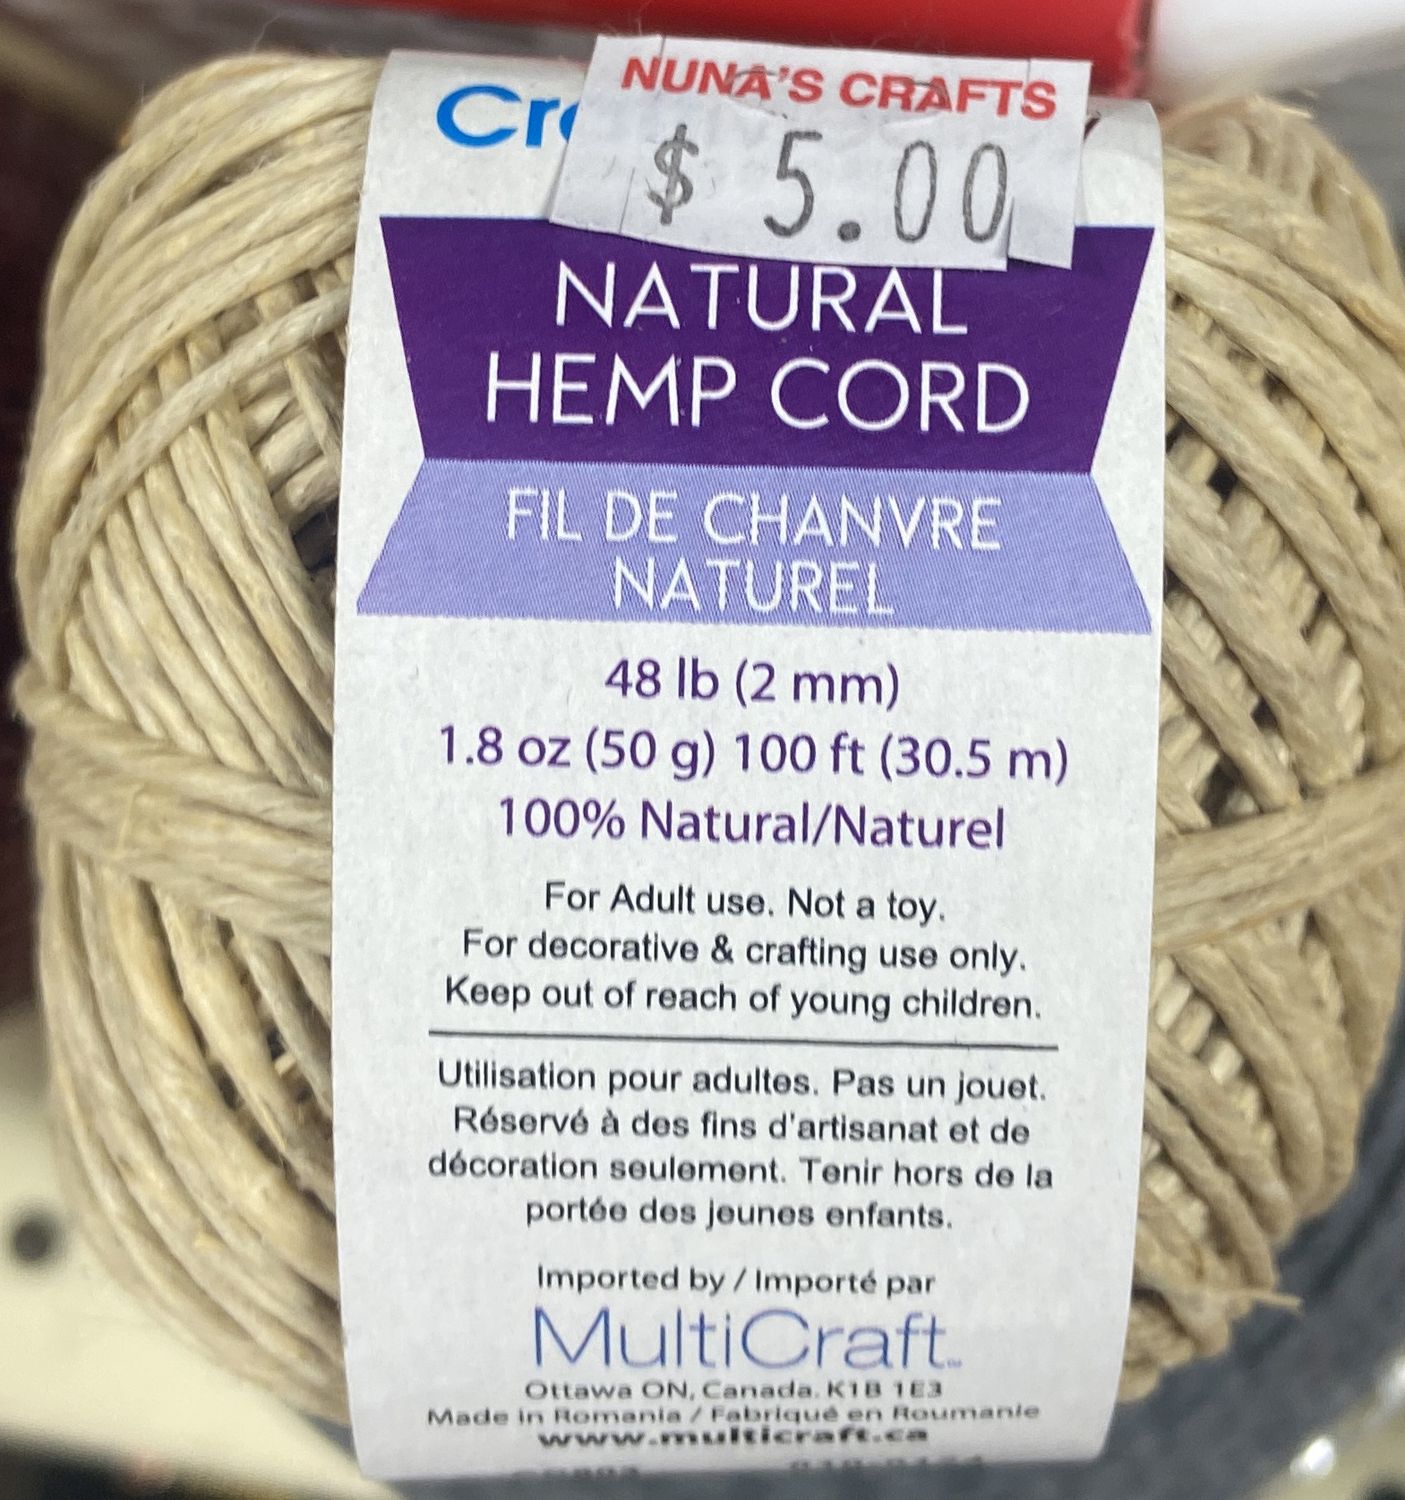 NUNA'S CRAFTS
$ 5.00
NATURAL
HEMP CORD
FIL DE CHANVRE
NATUREL
48 lb (2 mm)
1.8 oz (50 g) 100 ft (30.5 m)
100% Natural/Naturel
For Adult use. Not a toy.
For decorative & crafting use only.
Keep out of reach of young children.
Utilisation pour adultes. Pas un jouet.
Réservé à des fins d'artisanat et de
décoration seulement. Tenir hors de la
portée des jeunes enfants.
Imported by / Importé par
MultiCraft
Ottawa ON, Canada. K1B 1E3
Made in Romania / Fabriqué en Roumanie
www.multicraft.ca